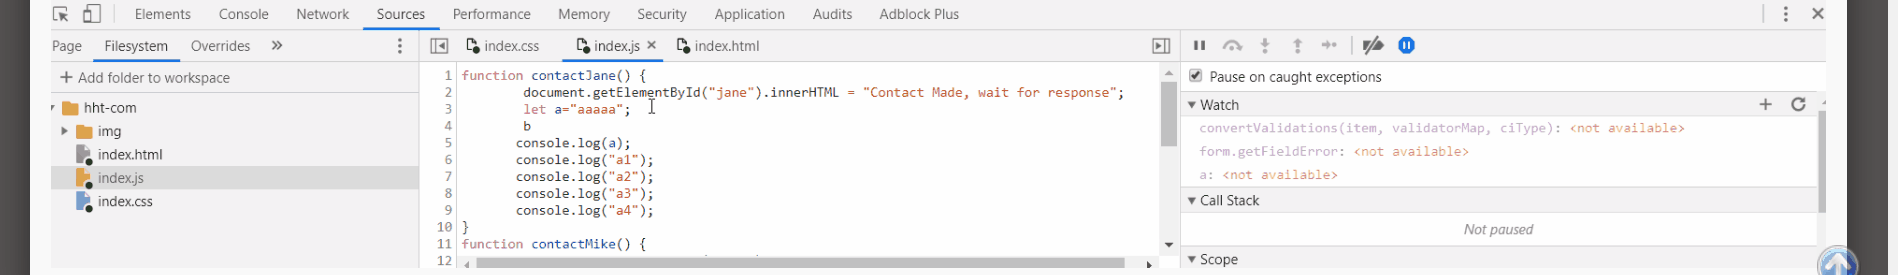 Elements Console Network Sources Performance Memory Security Application Audits Adblock Plus
Page Filesystem Overrides »
index.css index.js × index.html
+ Add folder to workspace
hht-com
img
index.html
index.js
index.css
1 function contactJane() {
2 document.getElementById("jane").innerHTML = "Contact Made, wait for response";
3 let a="aaaaa";
4 b
5 console.log(a);
6 console.log("a1");
7 console.log("a2");
8 console.log("a3");
9 console.log("a4");
10 }
11 function contactMike() {
12
Pause on caught exceptions
Watch
convertValidations(item, validatorMap, ciType): <not available>
form.getFieldError: <not available>
a: <not available>
Call Stack
Not paused
Scope